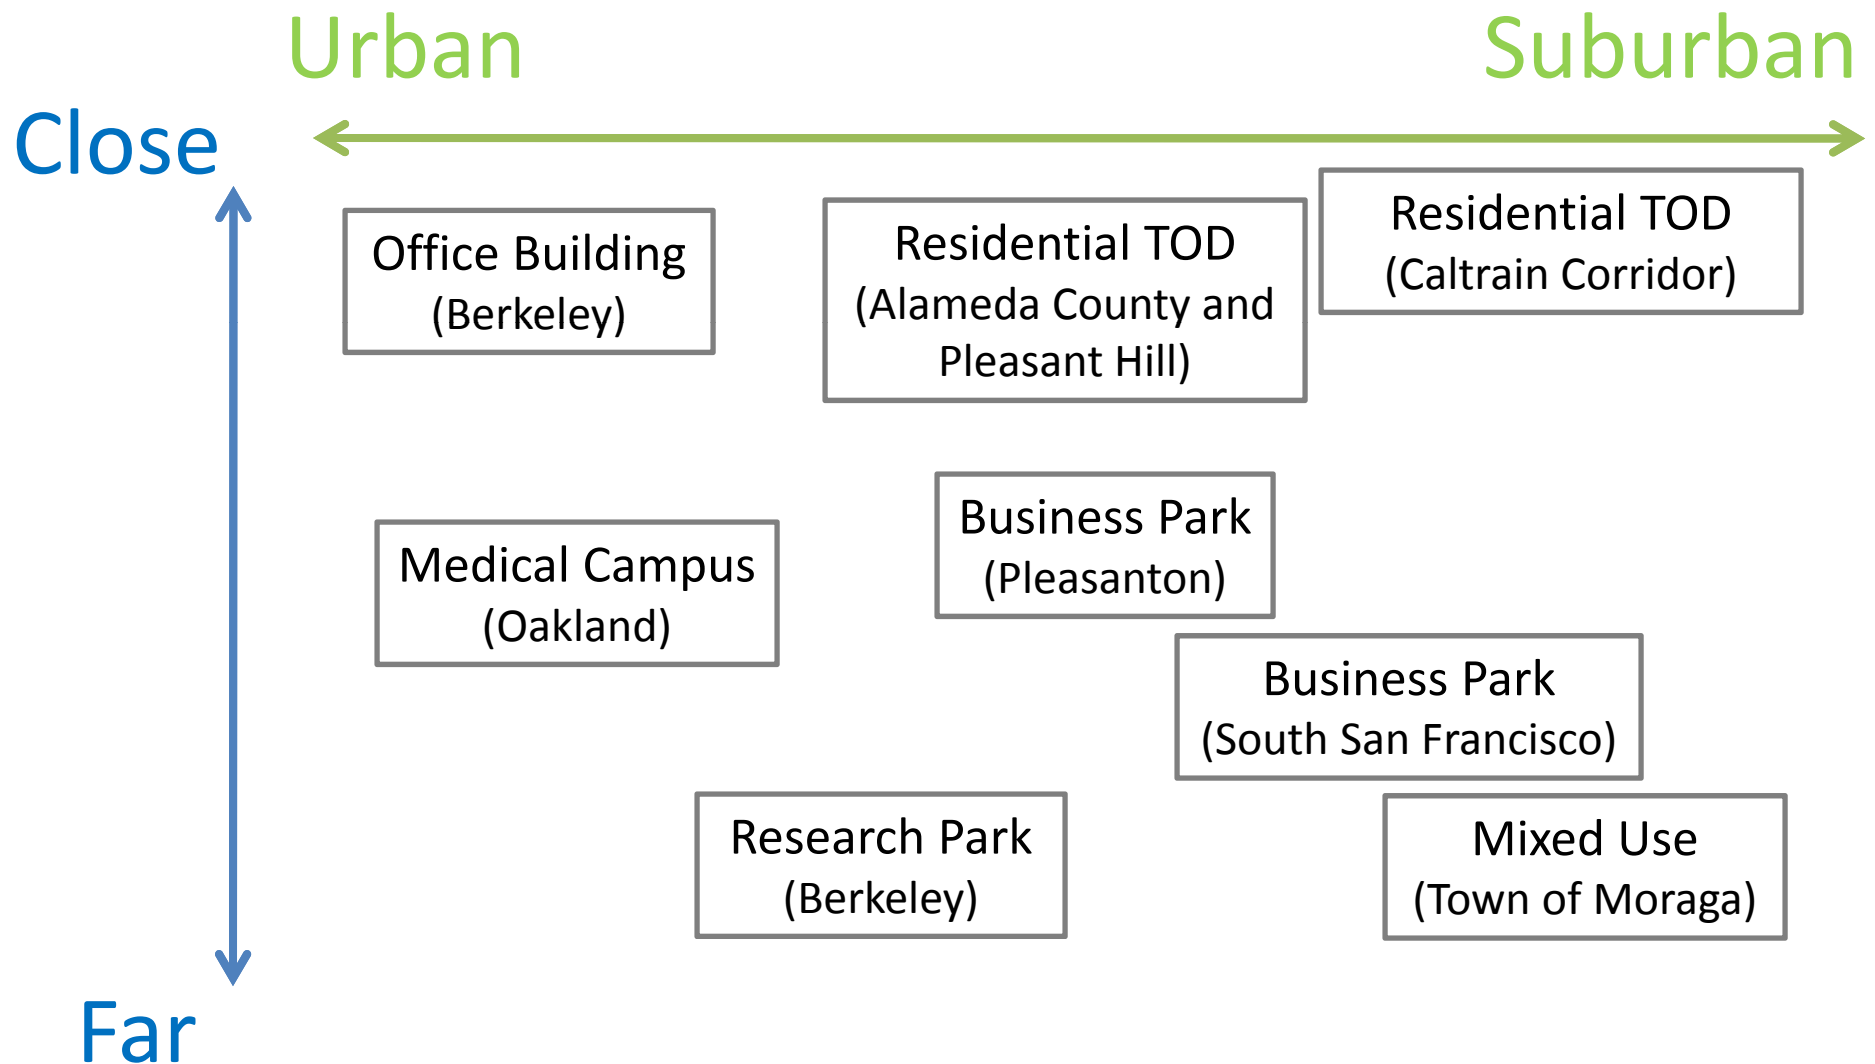 Urban
Suburban
Close
Office Building
(Berkeley)
Residential TOD
(Alameda County and
Pleasant Hill)
Residential TOD
(Caltrain Corridor)
Medical Campus
(Oakland)
Business Park
(Pleasanton)
Business Park
(South San Francisco)
Research Park
(Berkeley)
Mixed Use
(Town of Moraga)
Far